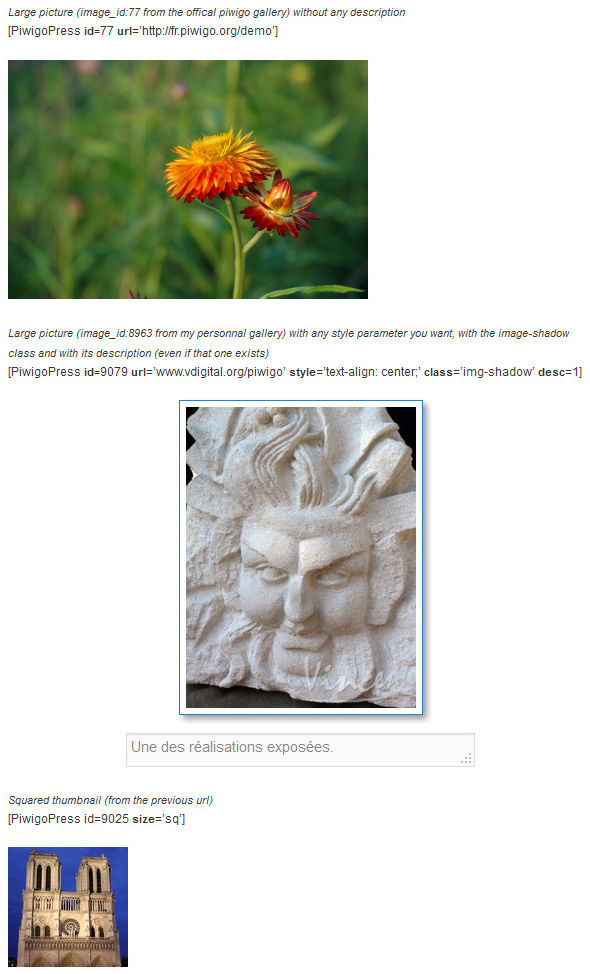 Large picture (image_id:77 from the offical piwigo gallery) without any description
[PiwigoPress id=77 url='http://fr.piwigo.org/demo']
Large picture (image_id:8963 from my personnal gallery) with any style parameter you want, with the image-shadow
class and with its description (even if that one exists)
[PiwigoPress id=9079 url='www.vdigital.org/piwigo' style='text-align: center;' class='img-shadow' desc=1]
Une des réalisations exposées.
Squared thumbnail (from the previous url)
[PiwigoPress id=9025 size='sq']